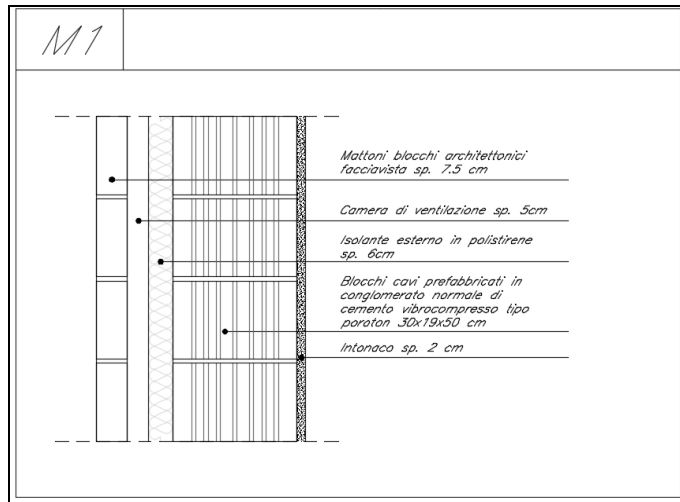 M1
Mattoni blocchi architettonici
facciavista sp. 7.5 cm
Camera di ventilazione sp. 5cm
Isolante esterno in polistirene
sp. 6cm
Blocchi cavi prefabbricati in
conglomerato normale di
cemento vibrocompresso tipo
poroton 30x19x50 cm
Intonaco sp. 2 cm